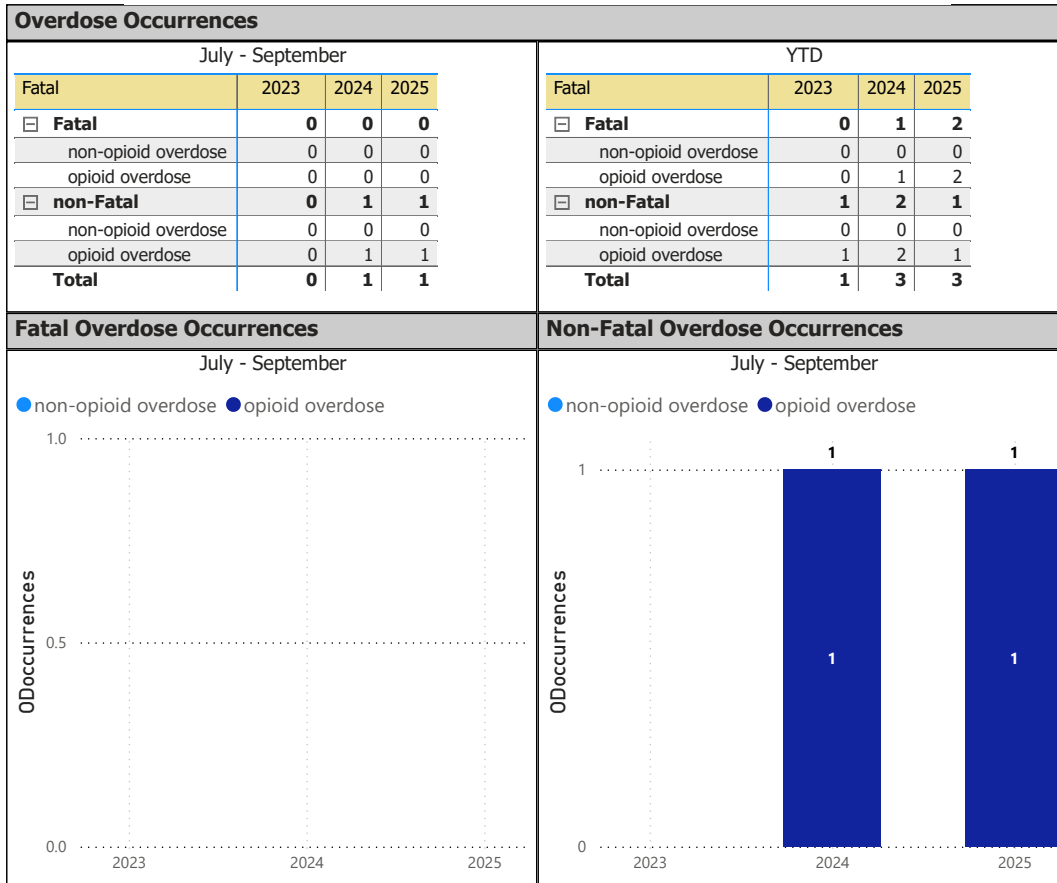 Overdose Occurrences
July - September
Fatal 2023 2024 2025
Fatal 0 0 0
non-opioid overdose 0 0 0
opioid overdose 0 0 0
non-Fatal 0 1 1
non-opioid overdose 0 0 0
opioid overdose 0 1 1
Total 0 1 1
YTD
Fatal 2023 2024 2025
Fatal 0 1 2
non-opioid overdose 0 0 0
opioid overdose 0 1 2
non-Fatal 1 2 1
non-opioid overdose 0 0 0
opioid overdose 1 2 1
Total 1 3 3
Fatal Overdose Occurrences
July - September
non-opioid overdose opioid overdose
1.0
0.5
0.0
ODoccurrences
2023 2024 2025
Non-Fatal Overdose Occurrences
July - September
non-opioid overdose opioid overdose
1 1
1
1 1
0
ODoccurrences
2023 2024 2025